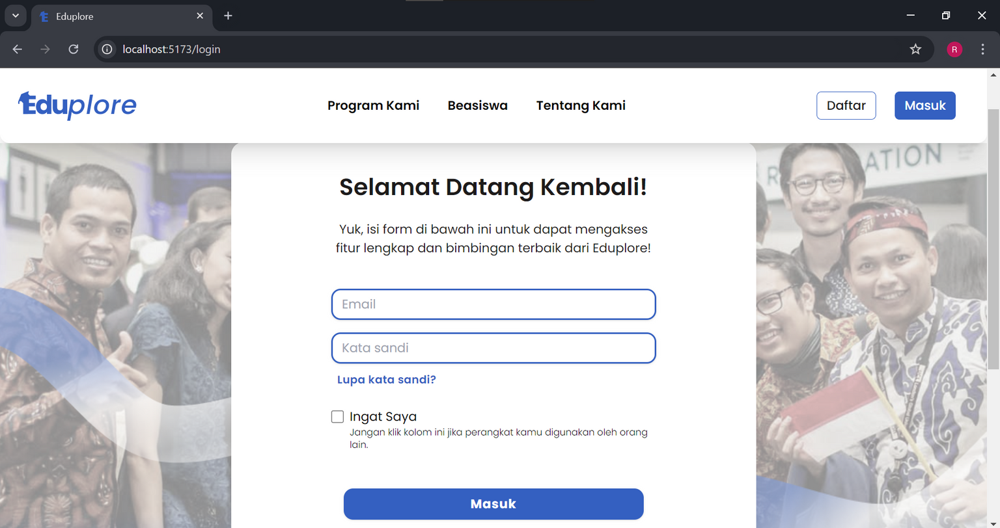 Eduplore
localhost:5173/login
R
Eduplore
Program Kami
Beasiswa
Tentang Kami
Daftar
Masuk
ATION
R
Selamat Datang Kembali!
Yuk, isi form di bawah ini untuk dapat mengakses
fitur lengkap dan bimbingan terbaik dari Eduplore!
Email
Kata sandi
Lupa kata sandi?
Ingat Saya
Jangan klik kolom ini jika perangkat kamu digunakan oleh orang
lain.
Masuk